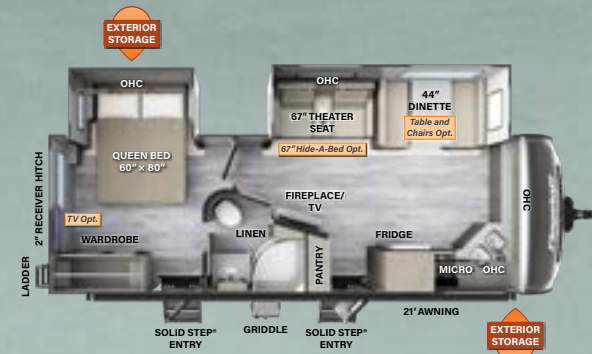 EXTERIOR
STORAGE
OHC
OHC
44"
DINETTE
67" THEATER
SEAT
Table and
Chairs Opt.
67" Hide-A-Bed Opt.
QUEEN BED
60" x 80"
2" RECEIVER HITCH
FIREPLACE/
TV
OHC
TV Opt.
WARDROBE
LINEN
FRIDGE
PANTRY
MICRO
OHC
LADDER
21' AWNING
SOLID STEP®
ENTRY
GRIDDLE
SOLID STEP®
ENTRY
EXTERIOR
STORAGE